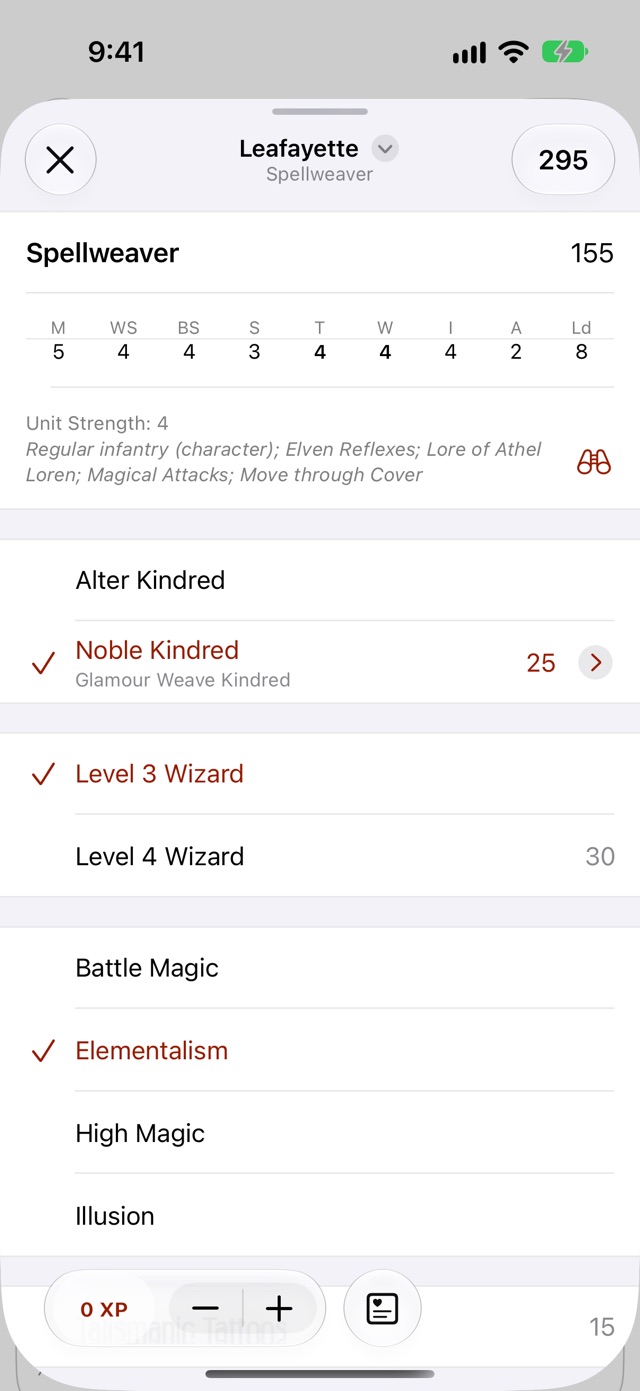 9:41
Leafayette
Spellweaver
295
Spellweaver 155
M WS BS S T W I A Ld
5 4 4 3 4 4 4 2 8
Unit Strength: 4
Regular infantry (character); Elven Reflexes; Lore of Athel
Loren; Magical Attacks; Move through Cover
Alter Kindred
Noble Kindred 25
Glamour Weave Kindred
Level 3 Wizard
Level 4 Wizard 30
Battle Magic
Elementalism
High Magic
Illusion
0 XP
Talismanic Tattoos 15